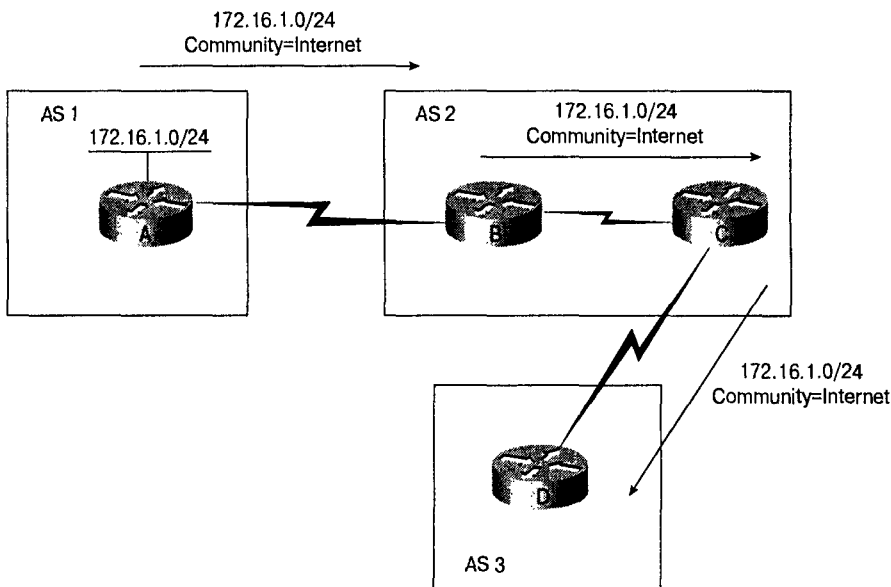 172.16.1.0/24
Community=Internet
AS 1
172.16.1.0/24
A
AS 2
172.16.1.0/24
Community=Internet
B
C
172.16.1.0/24
Community=Internet
D
AS 3